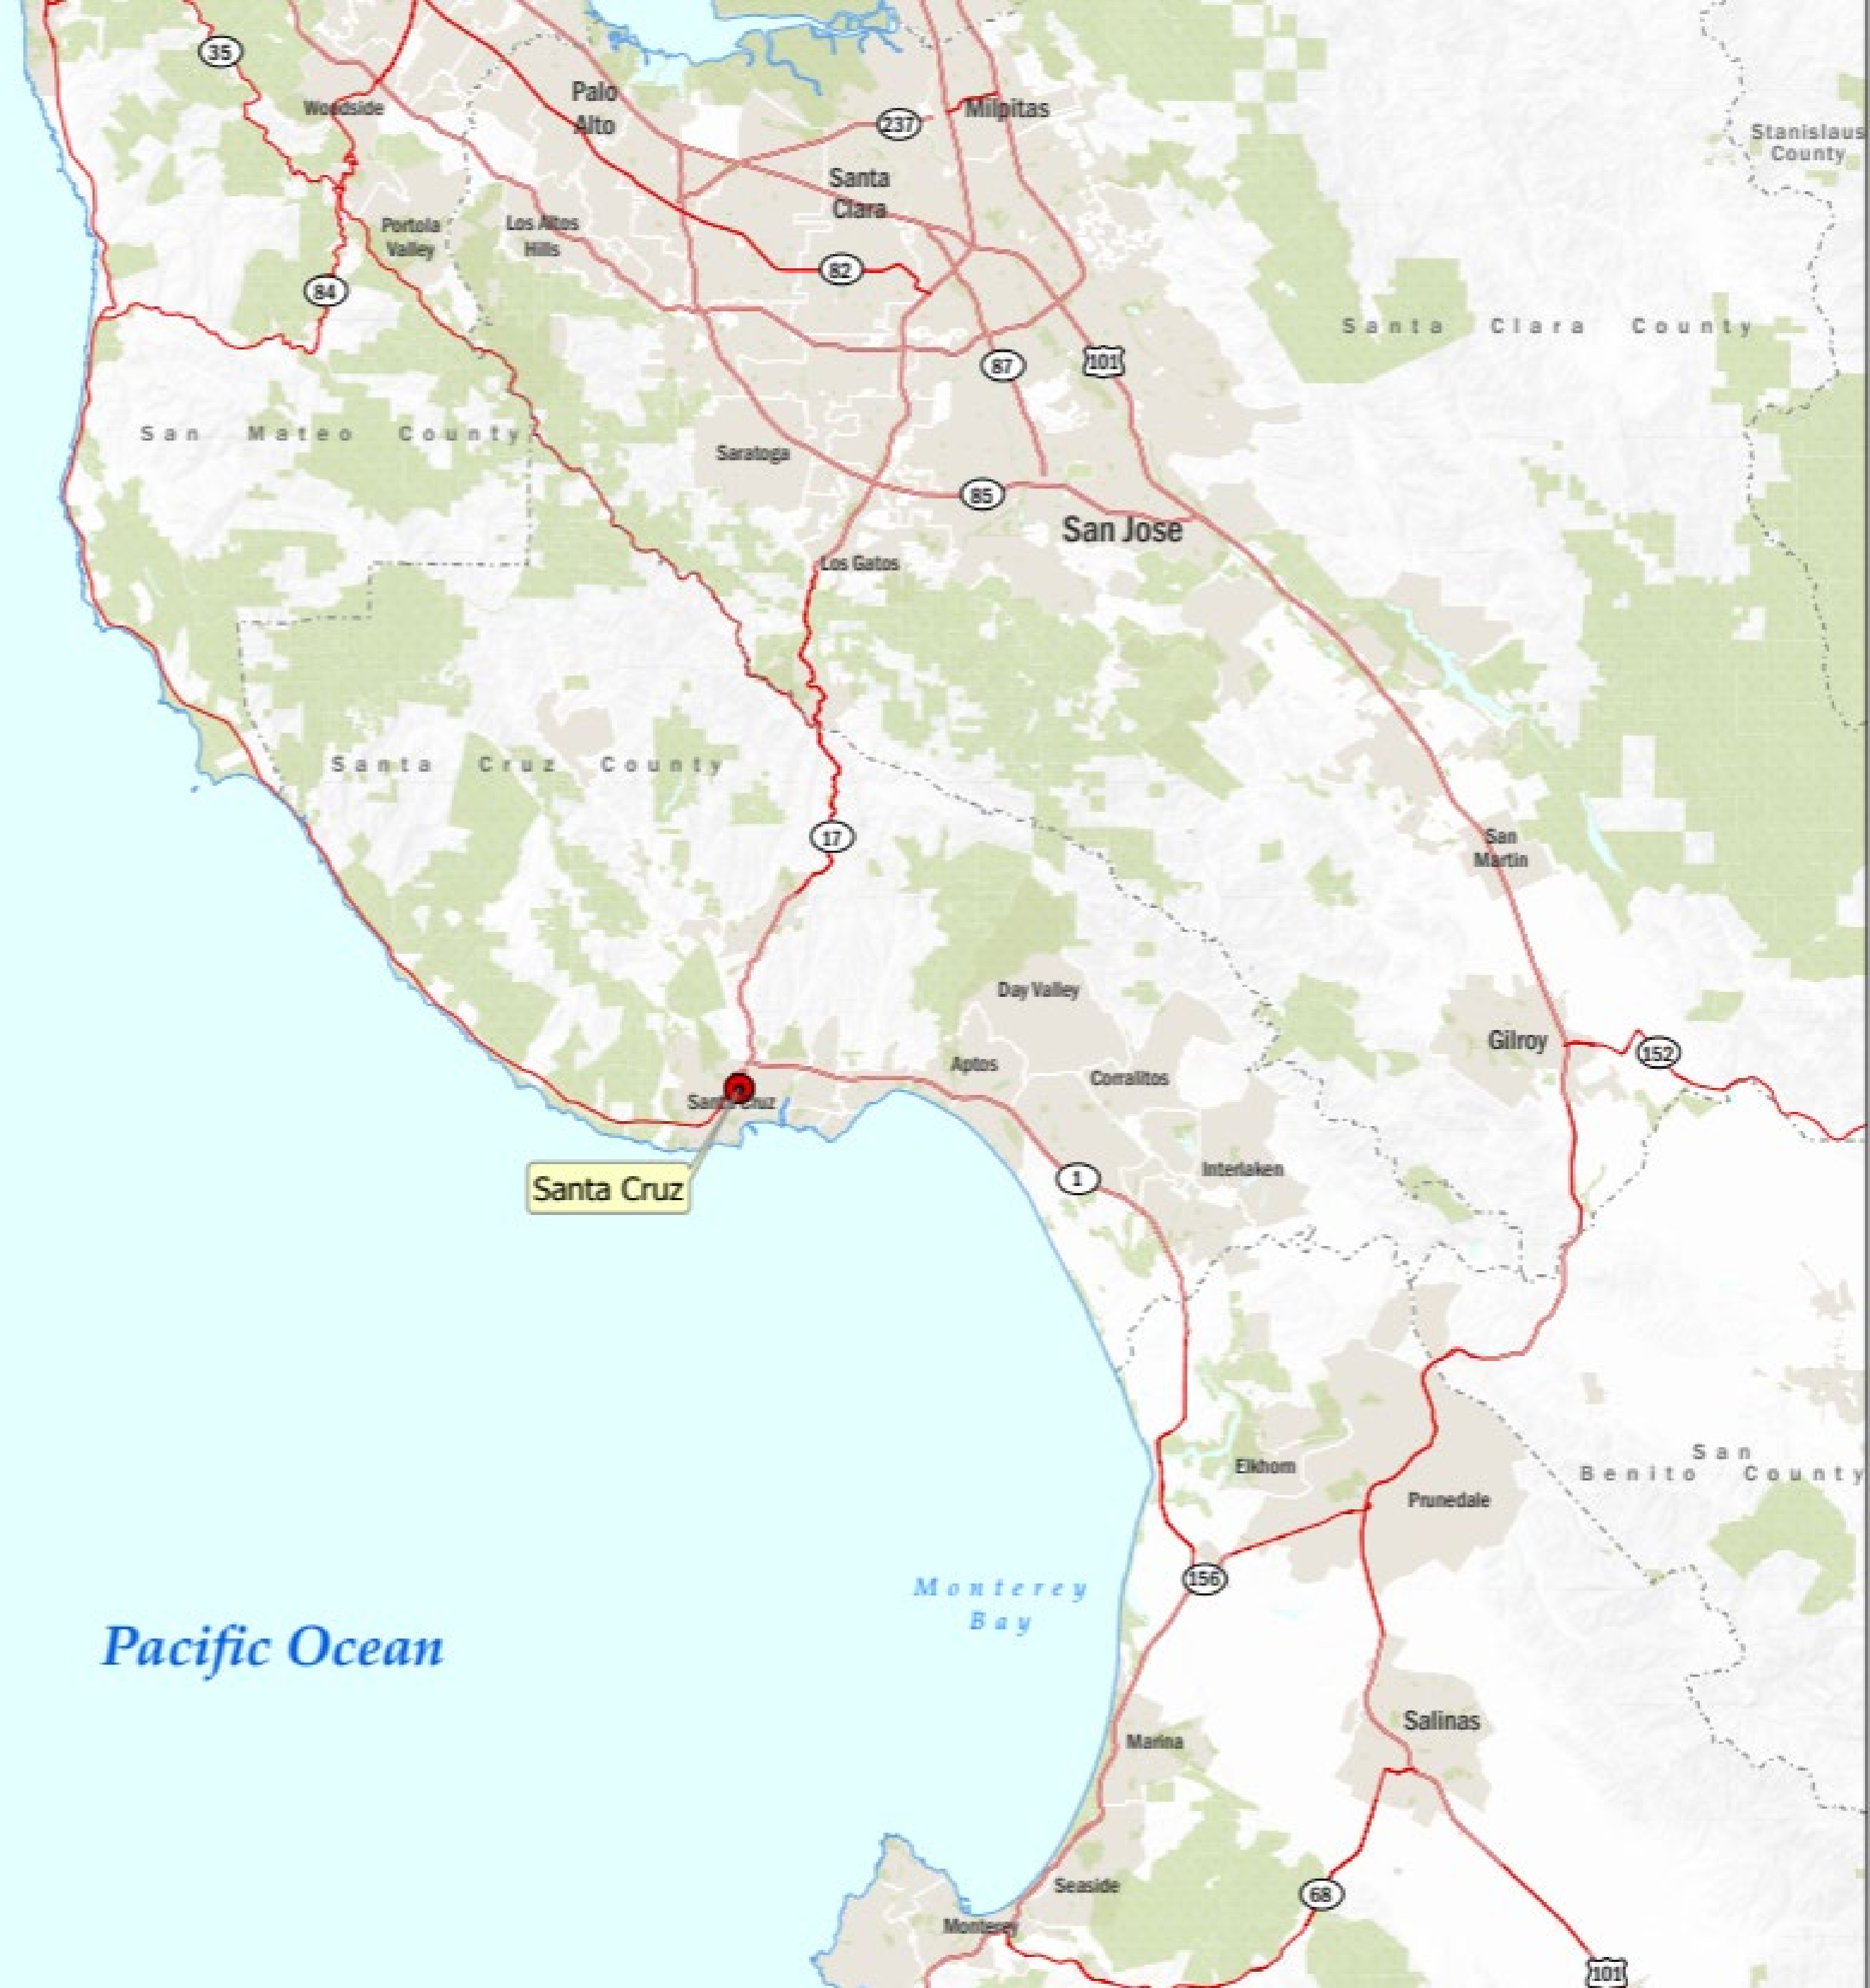 35
Woodside
Palo
Alto
237
Milpitas
Stanislaus
County
Santa
Clara
Portola
Valley
Los Altos
Hills
82
84
Santa Clara County
87
101
San Mateo County
Saratoga
85
San Jose
Los Gatos
Santa Cruz County
17
San
Martin
Day Valley
Gilroy
152
Aptos
Corralitos
Santa Cruz
Interlaken
1
Santa Cruz
San
Benito County
Elkhorn
Prunedale
156
Monterey
Bay
Pacific Ocean
Salinas
Marina
Seaside
68
Monterey
101